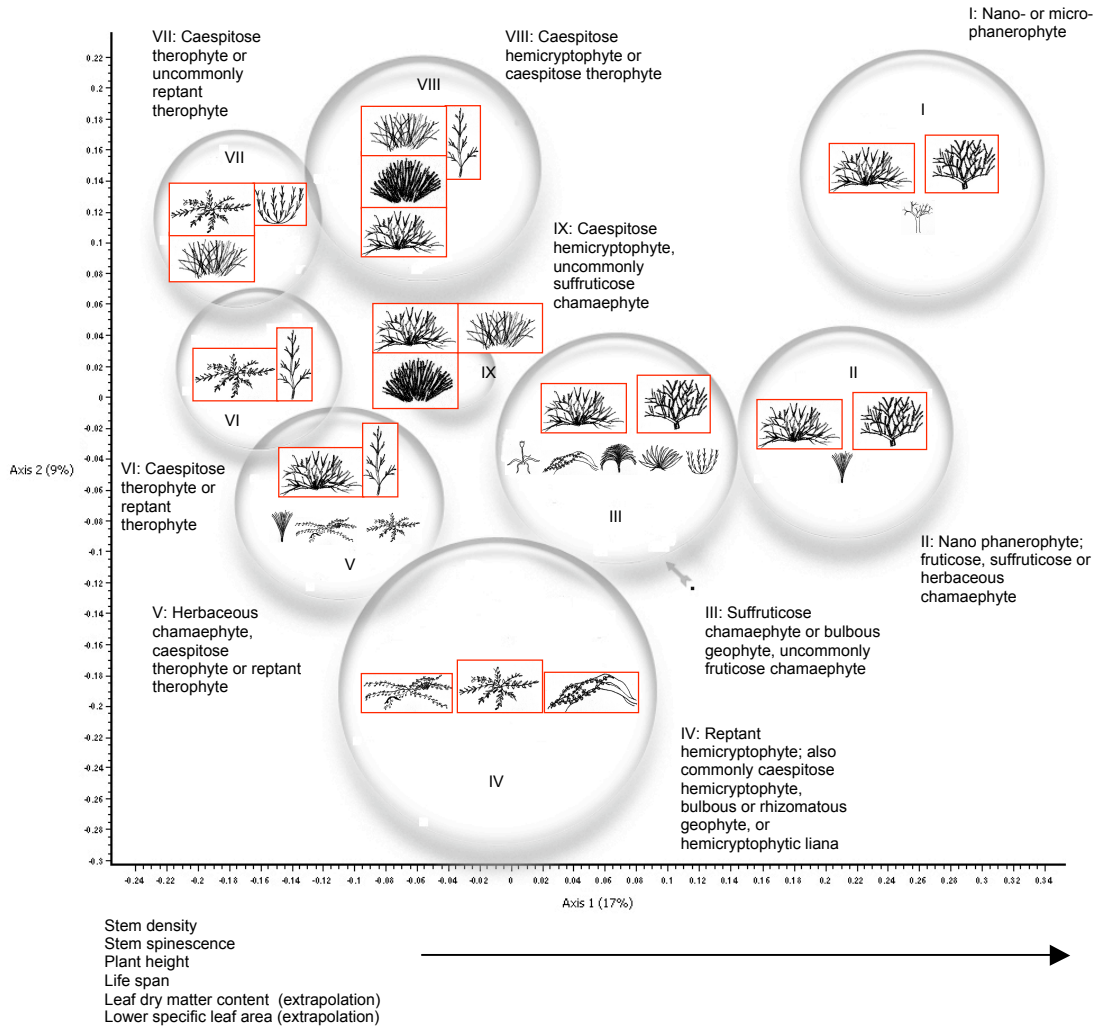 I: Nano- or micro-
phanerophyte
VII: Caespitose
therophyte or
uncommonly
reptant
therophyte
VIII: Caespitose
hemicryptophyte or
caespitose therophyte
VIII
I
VII
IX: Caespitose
hemicryptophyte,
uncommonly
suffruticose
chamaephyte
IX
II
VI
VI: Caespitose
therophyte or
reptant
therophyte
III
V
II: Nano phanerophyte;
fruticose, suffruticose or
herbaceous
chamaephyte
V: Herbaceous
chamaephyte,
caespitose
therophyte or reptant
therophyte
III: Suffruticose
chamaephyte or bulbous
geophyte, uncommonly
fruticose chamaephyte
IV
IV: Reptant
hemicryptophyte; also
commonly caespitose
hemicryptophyte,
bulbous or rhizomatous
geophyte, or
hemicryptophytic liana
0.22
0.2
0.18
0.16
0.14
0.12
0.1
0.08
0.06
0.04
0.02
0
-0.02
-0.04
-0.06
-0.08
-0.1
-0.12
-0.14
-0.16
-0.18
-0.2
-0.22
-0.24
-0.26
-0.28
-0.3
Axis 2 (9%)
-0.24 -0.22 -0.2 -0.18 -0.16 -0.14 -0.12 -0.1 -0.08 -0.06 -0.04 -0.02 0 0.02 0.04 0.06 0.08 0.1 0.12 0.14 0.16 0.18 0.2 0.22 0.24 0.26 0.28 0.3 0.32 0.34
Axis 1 (17%)
Stem density
Stem spinescence
Plant height
Life span
Leaf dry matter content (extrapolation)
Lower specific leaf area (extrapolation)